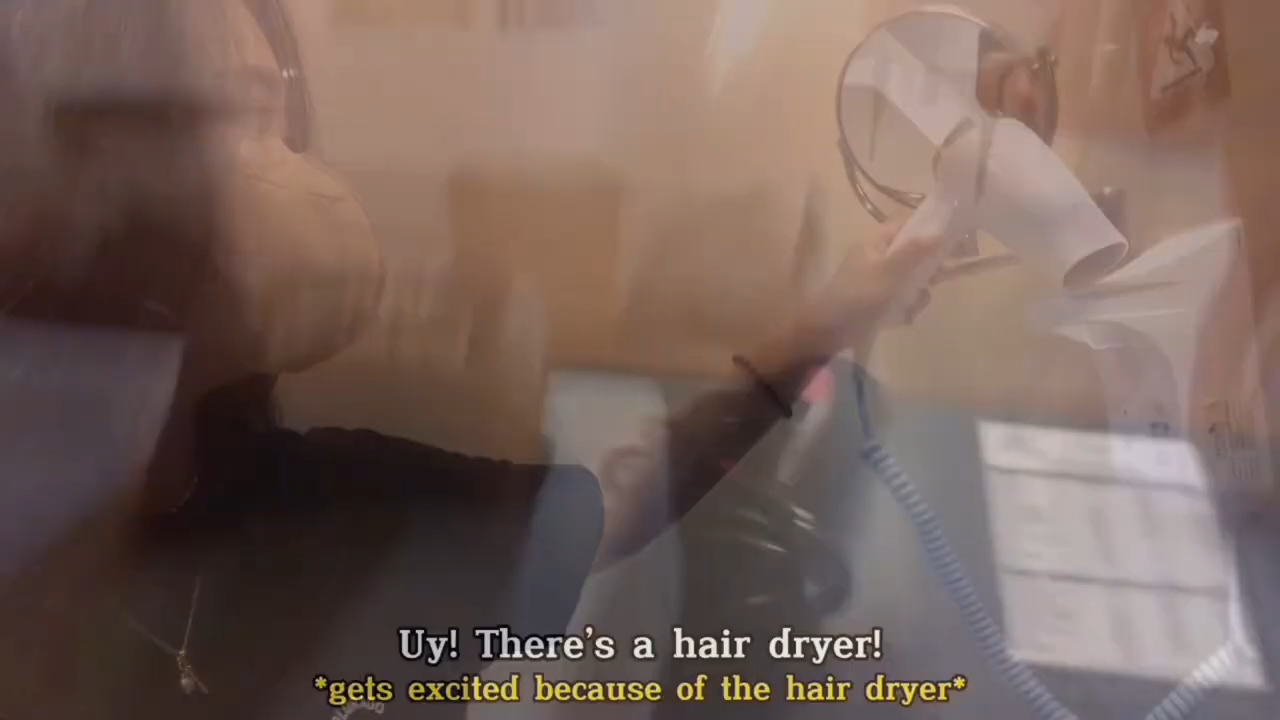 Uy! There's a hair dryer!
*gets excited because of the hair dryer*